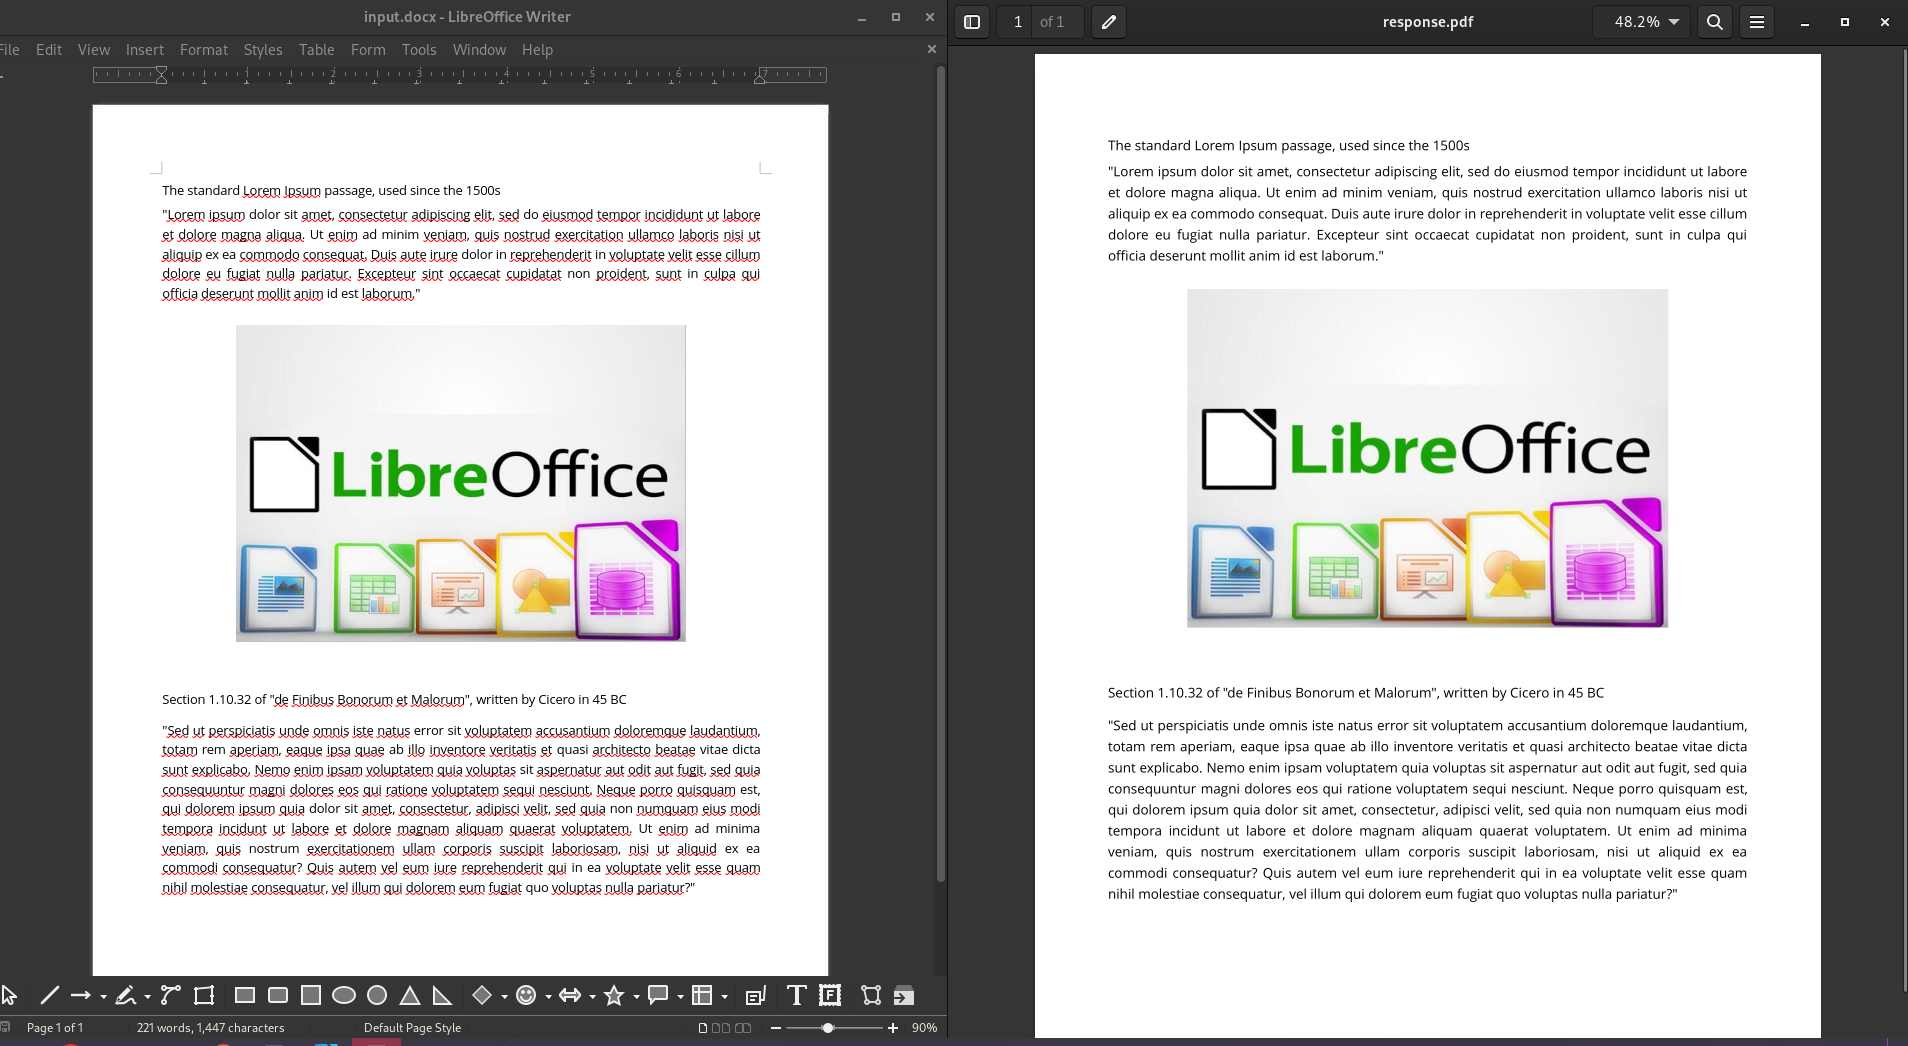 input.docx - LibreOffice Writer
File Edit View Insert Format Styles Table Form Tools Window Help
1 2 3 4 5 6 7
The standard Lorem Ipsum passage, used since the 1500s
"Lorem ipsum dolor sit amet, consectetur adipiscing elit, sed do eiusmod tempor incididunt ut labore
et dolore magna aliqua. Ut enim ad minim veniam, quis nostrud exercitation ullamco laboris nisi ut
aliquip ex ea commodo consequat. Duis aute irure dolor in reprehenderit in voluptate velit esse cillum
dolore eu fugiat nulla pariatur. Excepteur sint occaecat cupidatat non proident, sunt in culpa qui
officia deserunt mollit anim id est laborum."
LibreOffice
Section 1.10.32 of "de Finibus Bonorum et Malorum", written by Cicero in 45 BC
"Sed ut perspiciatis unde omnis iste natus error sit voluptatem accusantium doloremque laudantium,
totam rem aperiam, eaque ipsa quae ab illo inventore veritatis et quasi architecto beatae vitae dicta
sunt explicabo. Nemo enim ipsam voluptatem quia voluptas sit aspernatur aut odit aut fugit, sed quia
consequuntur magni dolores eos qui ratione voluptatem sequi nesciunt. Neque porro quisquam est,
qui dolorem ipsum quia dolor sit amet, consectetur, adipisci velit, sed quia non numquam eius modi
tempora incidunt ut labore et dolore magnam aliquam quaerat voluptatem. Ut enim ad minima
veniam, quis nostrum exercitationem ullam corporis suscipit laboriosam, nisi ut aliquid ex ea
commodi consequatur? Quis autem vel eum iure reprehenderit qui in ea voluptate velit esse quam
nihil molestiae consequatur, vel illum qui dolorem eum fugiat quo voluptas nulla pariatur?"
Page 1 of 1 221 words, 1,447 characters Default Page Style 90%
1 of 1 response.pdf 48.2%
The standard Lorem Ipsum passage, used since the 1500s
"Lorem ipsum dolor sit amet, consectetur adipiscing elit, sed do eiusmod tempor incididunt ut labore
et dolore magna aliqua. Ut enim ad minim veniam, quis nostrud exercitation ullamco laboris nisi ut
aliquip ex ea commodo consequat. Duis aute irure dolor in reprehenderit in voluptate velit esse cillum
dolore eu fugiat nulla pariatur. Excepteur sint occaecat cupidatat non proident, sunt in culpa qui
officia deserunt mollit anim id est laborum."
LibreOffice
Section 1.10.32 of "de Finibus Bonorum et Malorum", written by Cicero in 45 BC
"Sed ut perspiciatis unde omnis iste natus error sit voluptatem accusantium doloremque laudantium,
totam rem aperiam, eaque ipsa quae ab illo inventore veritatis et quasi architecto beatae vitae dicta
sunt explicabo. Nemo enim ipsam voluptatem quia voluptas sit aspernatur aut odit aut fugit, sed quia
consequuntur magni dolores eos qui ratione voluptatem sequi nesciunt. Neque porro quisquam est,
qui dolorem ipsum quia dolor sit amet, consectetur, adipisci velit, sed quia non numquam eius modi
tempora incidunt ut labore et dolore magnam aliquam quaerat voluptatem. Ut enim ad minima
veniam, quis nostrum exercitationem ullam corporis suscipit laboriosam, nisi ut aliquid ex ea
commodi consequatur? Quis autem vel eum iure reprehenderit qui in ea voluptate velit esse quam
nihil molestiae consequatur, vel illum qui dolorem eum fugiat quo voluptas nulla pariatur?"